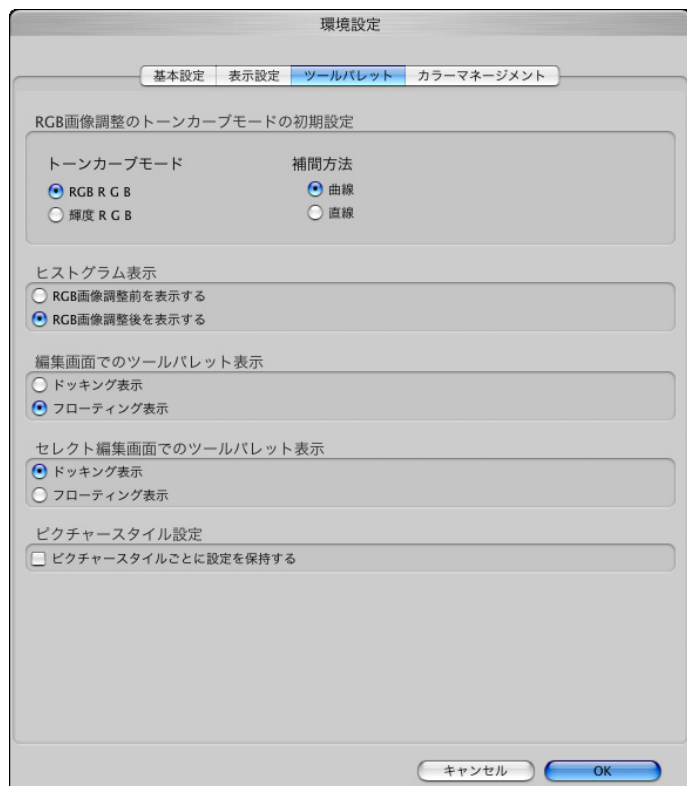 環境設定
基本設定 表示設定 ツールパレット カラーマネージメント
RGB画像調整のトーンカーブモードの初期設定
トーンカーブモード 補間方法
RGB R G B 曲線
輝度 R G B 直線
ヒストグラム表示
RGB画像調整前を表示する
RGB画像調整後を表示する
編集画面でのツールパレット表示
ドッキング表示
フローティング表示
セレクト編集画面でのツールパレット表示
ドッキング表示
フローティング表示
ピクチャースタイル設定
ピクチャースタイルごとに設定を保持する
キャンセル OK